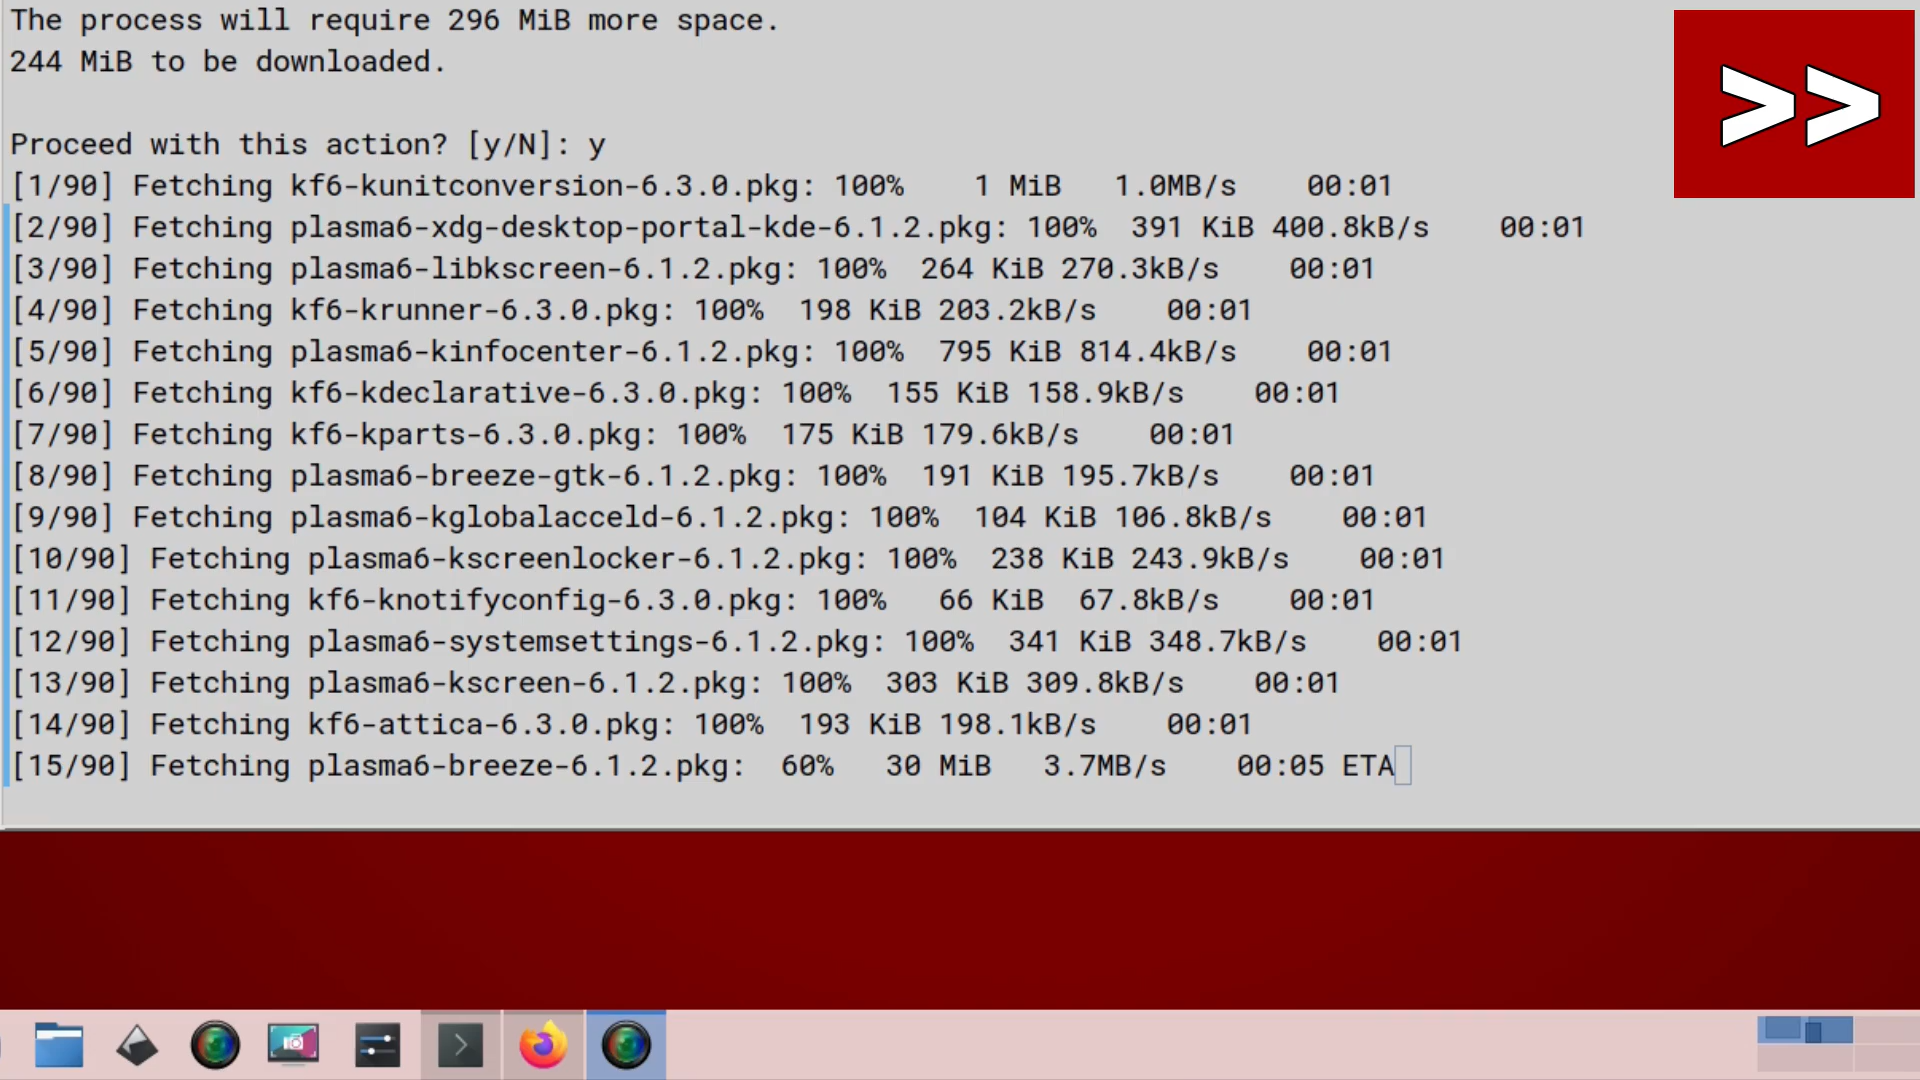 The process will require 296 MiB more space.
244 MiB to be downloaded.
>>
Proceed with this action? [y/N]: y
[1/90] Fetching kf6-kunitconversion-6.3.0.pkg: 100%    1 MiB   1.0MB/s    00:01
[2/90] Fetching plasma6-xdg-desktop-portal-kde-6.1.2.pkg: 100%  391 KiB 400.8kB/s    00:01
[3/90] Fetching plasma6-libkscreen-6.1.2.pkg: 100%  264 KiB 270.3kB/s    00:01
[4/90] Fetching kf6-krunner-6.3.0.pkg: 100%  198 KiB 203.2kB/s    00:01
[5/90] Fetching plasma6-kinfocenter-6.1.2.pkg: 100%  795 KiB 814.4kB/s    00:01
[6/90] Fetching kf6-kdeclarative-6.3.0.pkg: 100%  155 KiB 158.9kB/s    00:01
[7/90] Fetching kf6-kparts-6.3.0.pkg: 100%  175 KiB 179.6kB/s    00:01
[8/90] Fetching plasma6-breeze-gtk-6.1.2.pkg: 100%  191 KiB 195.7kB/s    00:01
[9/90] Fetching plasma6-kglobalacceld-6.1.2.pkg: 100%  104 KiB 106.8kB/s    00:01
[10/90] Fetching plasma6-kscreenlocker-6.1.2.pkg: 100%  238 KiB 243.9kB/s    00:01
[11/90] Fetching kf6-knotifyconfig-6.3.0.pkg: 100%   66 KiB  67.8kB/s    00:01
[12/90] Fetching plasma6-systemsettings-6.1.2.pkg: 100%  341 KiB 348.7kB/s    00:01
[13/90] Fetching plasma6-kscreen-6.1.2.pkg: 100%  303 KiB 309.8kB/s    00:01
[14/90] Fetching kf6-attica-6.3.0.pkg: 100%  193 KiB 198.1kB/s    00:01
[15/90] Fetching plasma6-breeze-6.1.2.pkg:  60%   30 MiB   3.7MB/s    00:05 ETA